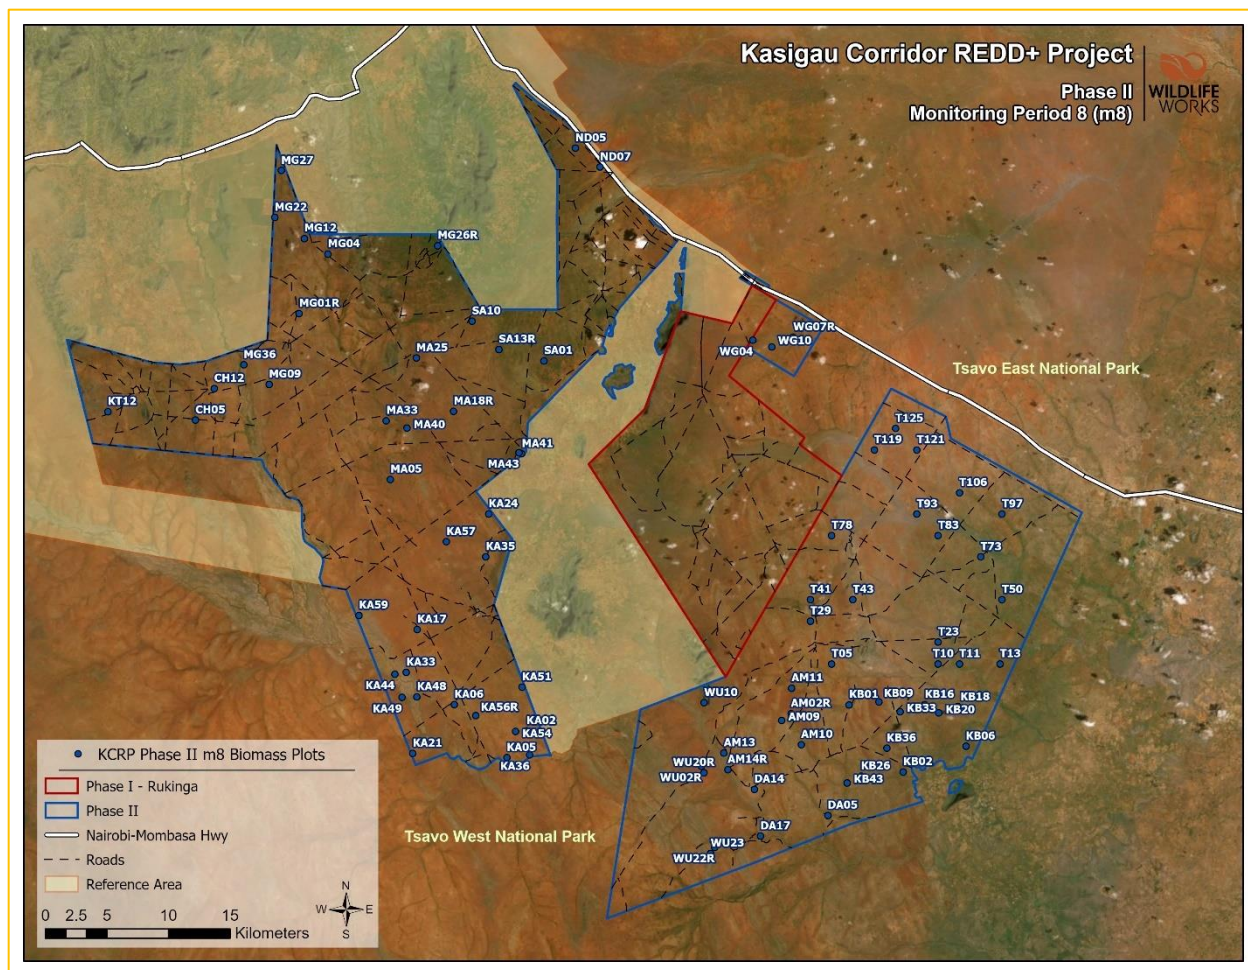 Kasigau Corridor REDD+ Project
Phase II
Monitoring Period 8 (m8)
WILDLIFE
WORKS
ND05
ND07
MG27
MG22
MG12
MG04
MG26R
MG01R
SA10
SA13R
SA01
MA25
MG36
MG09
CH12
CH05
KT12
MA18R
MA33
MA40
MA41
MA43
MA05
KA24
KA57
KA35
KA59
KA17
KA33
KA44
KA48
KA49
KA06
KA56R
KA51
KA02
KA54
KA05
KA36
KA21
WG07R
WG10
WG04
Tsavo East National Park
T125
T119
T121
T106
T93
T97
T78
T83
T73
T41
T43
T50
T29
T23
T05
T10
T11
T13
WU10
AM11
AM02R
AM09
AM10
KB01
KB09
KB16
KB18
KB33
KB20
KB36
KB06
AM13
AM14R
WU20R
WU02R
DA14
KB26
KB02
KB43
DA05
DA17
WU23
WU22R
Tsavo West National Park
KCRP Phase II m8 Biomass Plots
Phase I - Rukinga
Phase II
Nairobi-Mombasa Hwy
Roads
Reference Area
N
W E
S
0 2.5 5 10 15
Kilometers